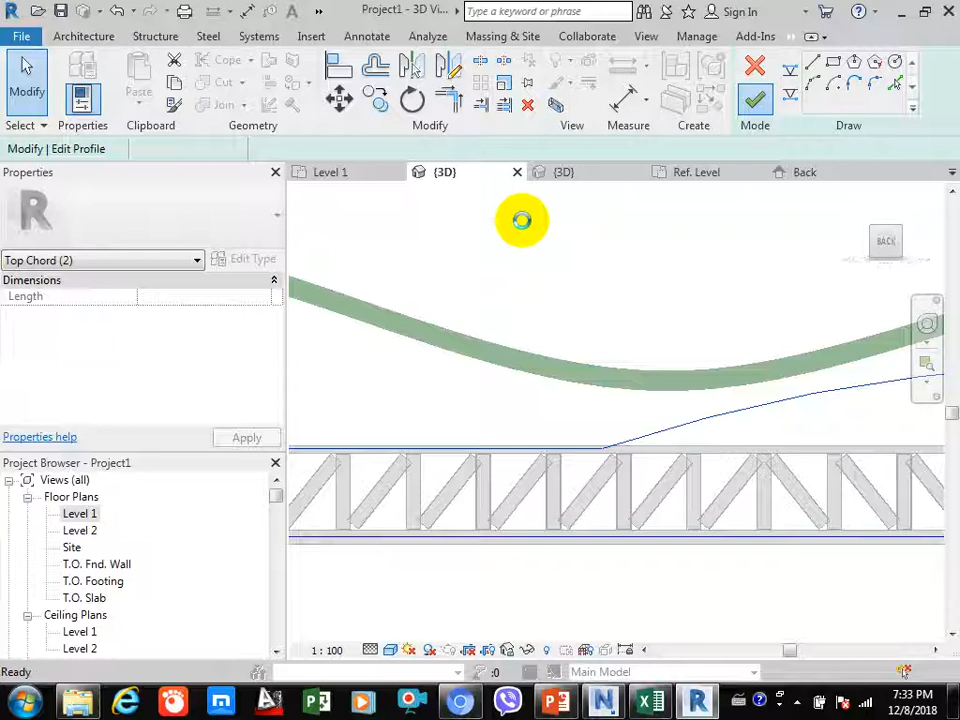 Project1 - 3D Vi...
Type a keyword or phrase
Sign In
File
Architecture
Structure
Steel
Systems
Insert
Annotate
Analyze
Massing & Site
Collaborate
View
Manage
Add-Ins
Modify
Paste
Cope
Cut
Join
Select
Properties
Clipboard
Geometry
Modify
View
Measure
Create
Mode
Draw
Modify | Edit Profile
Properties
Level 1
{3D}
{3D}
Ref. Level
Back
BACK
Top Chord (2)
Edit Type
Dimensions
Length
Properties help
Apply
Project Browser - Project1
Views (all)
Floor Plans
Level 1
Level 2
Site
T.O. Fnd. Wall
T.O. Footing
T.O. Slab
Ceiling Plans
Level 1
Level 2
1 : 100
Ready
:0
Main Model
7:33 PM
12/8/2018